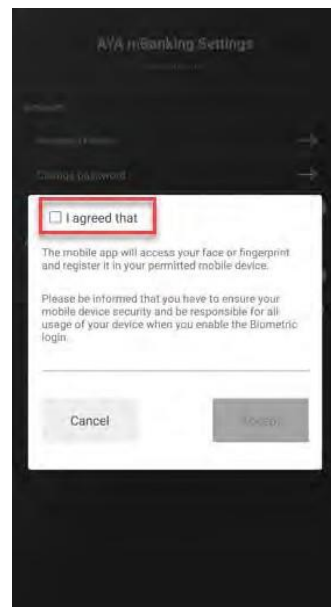 AYA mBanking Settings
Change password
I agreed that
The mobile app will access your face or fingerprint
and register it in your permitted mobile device.
Please be informed that you have to ensure your
mobile device security and be responsible for all
usage of your device when you enable the Biometric
login.
Cancel
Accept